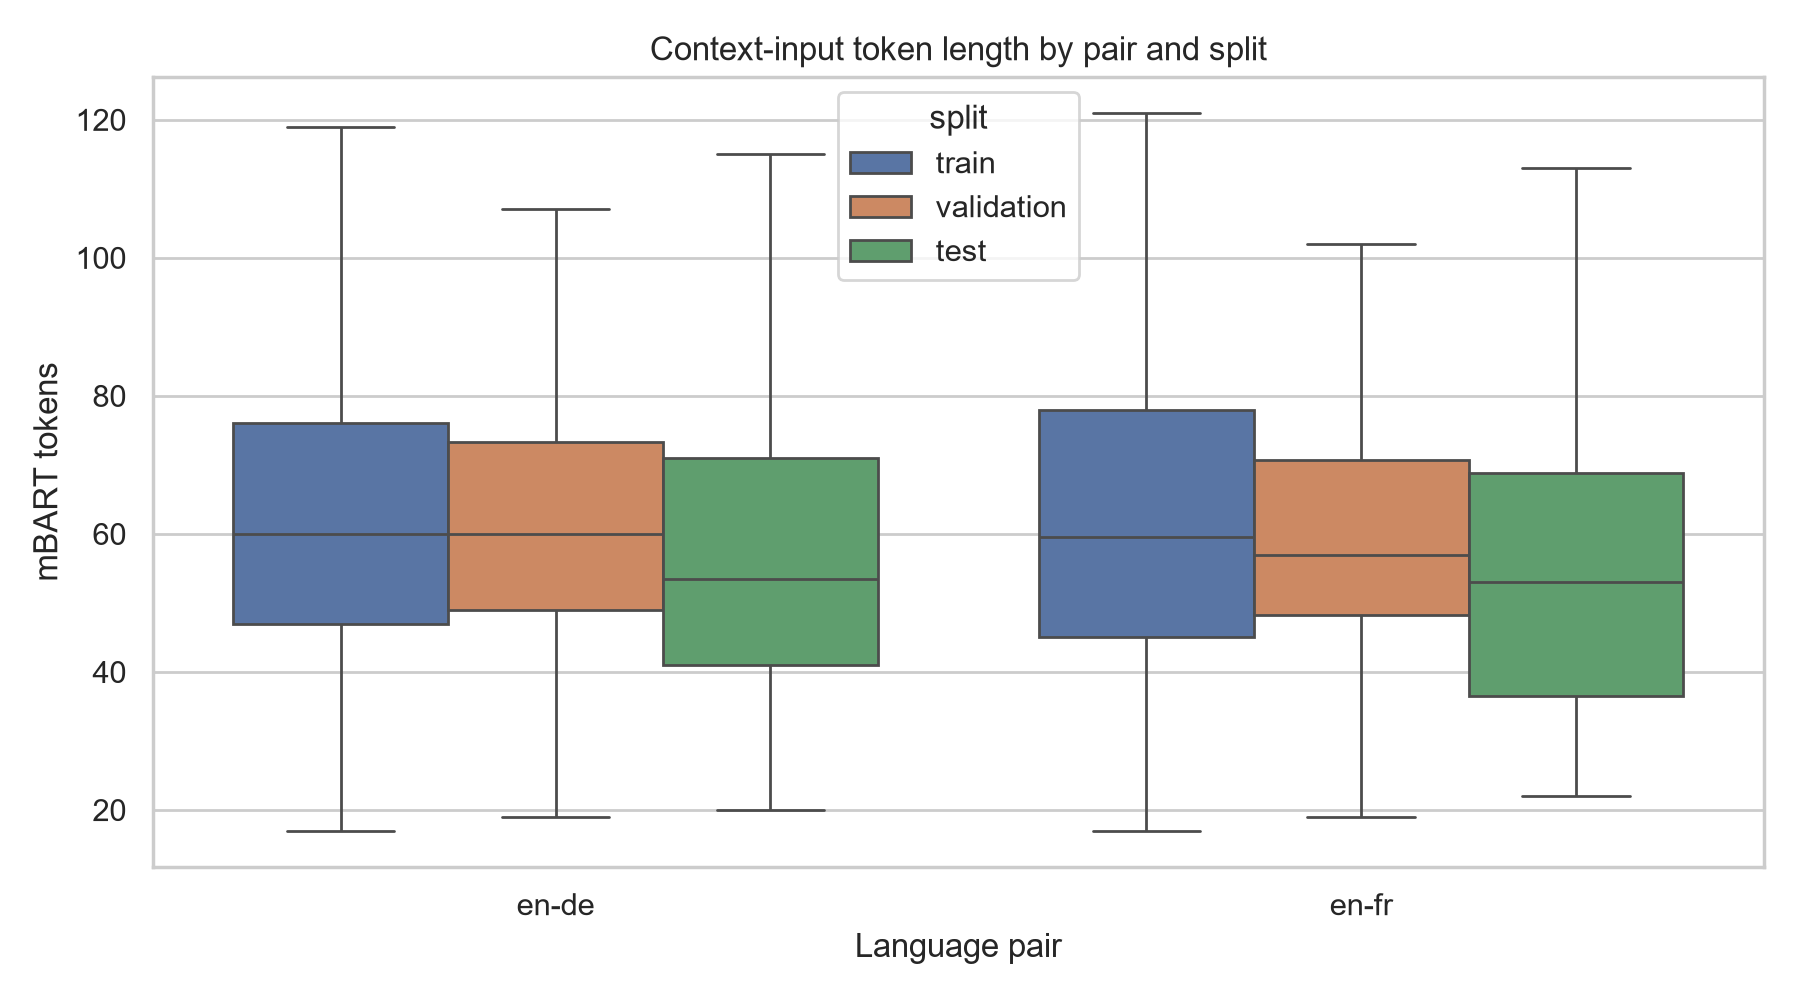 Context-input token length by pair and split
split
train
validation
test
120
100
80
60
40
20
mBART tokens
en-de
en-fr
Language pair